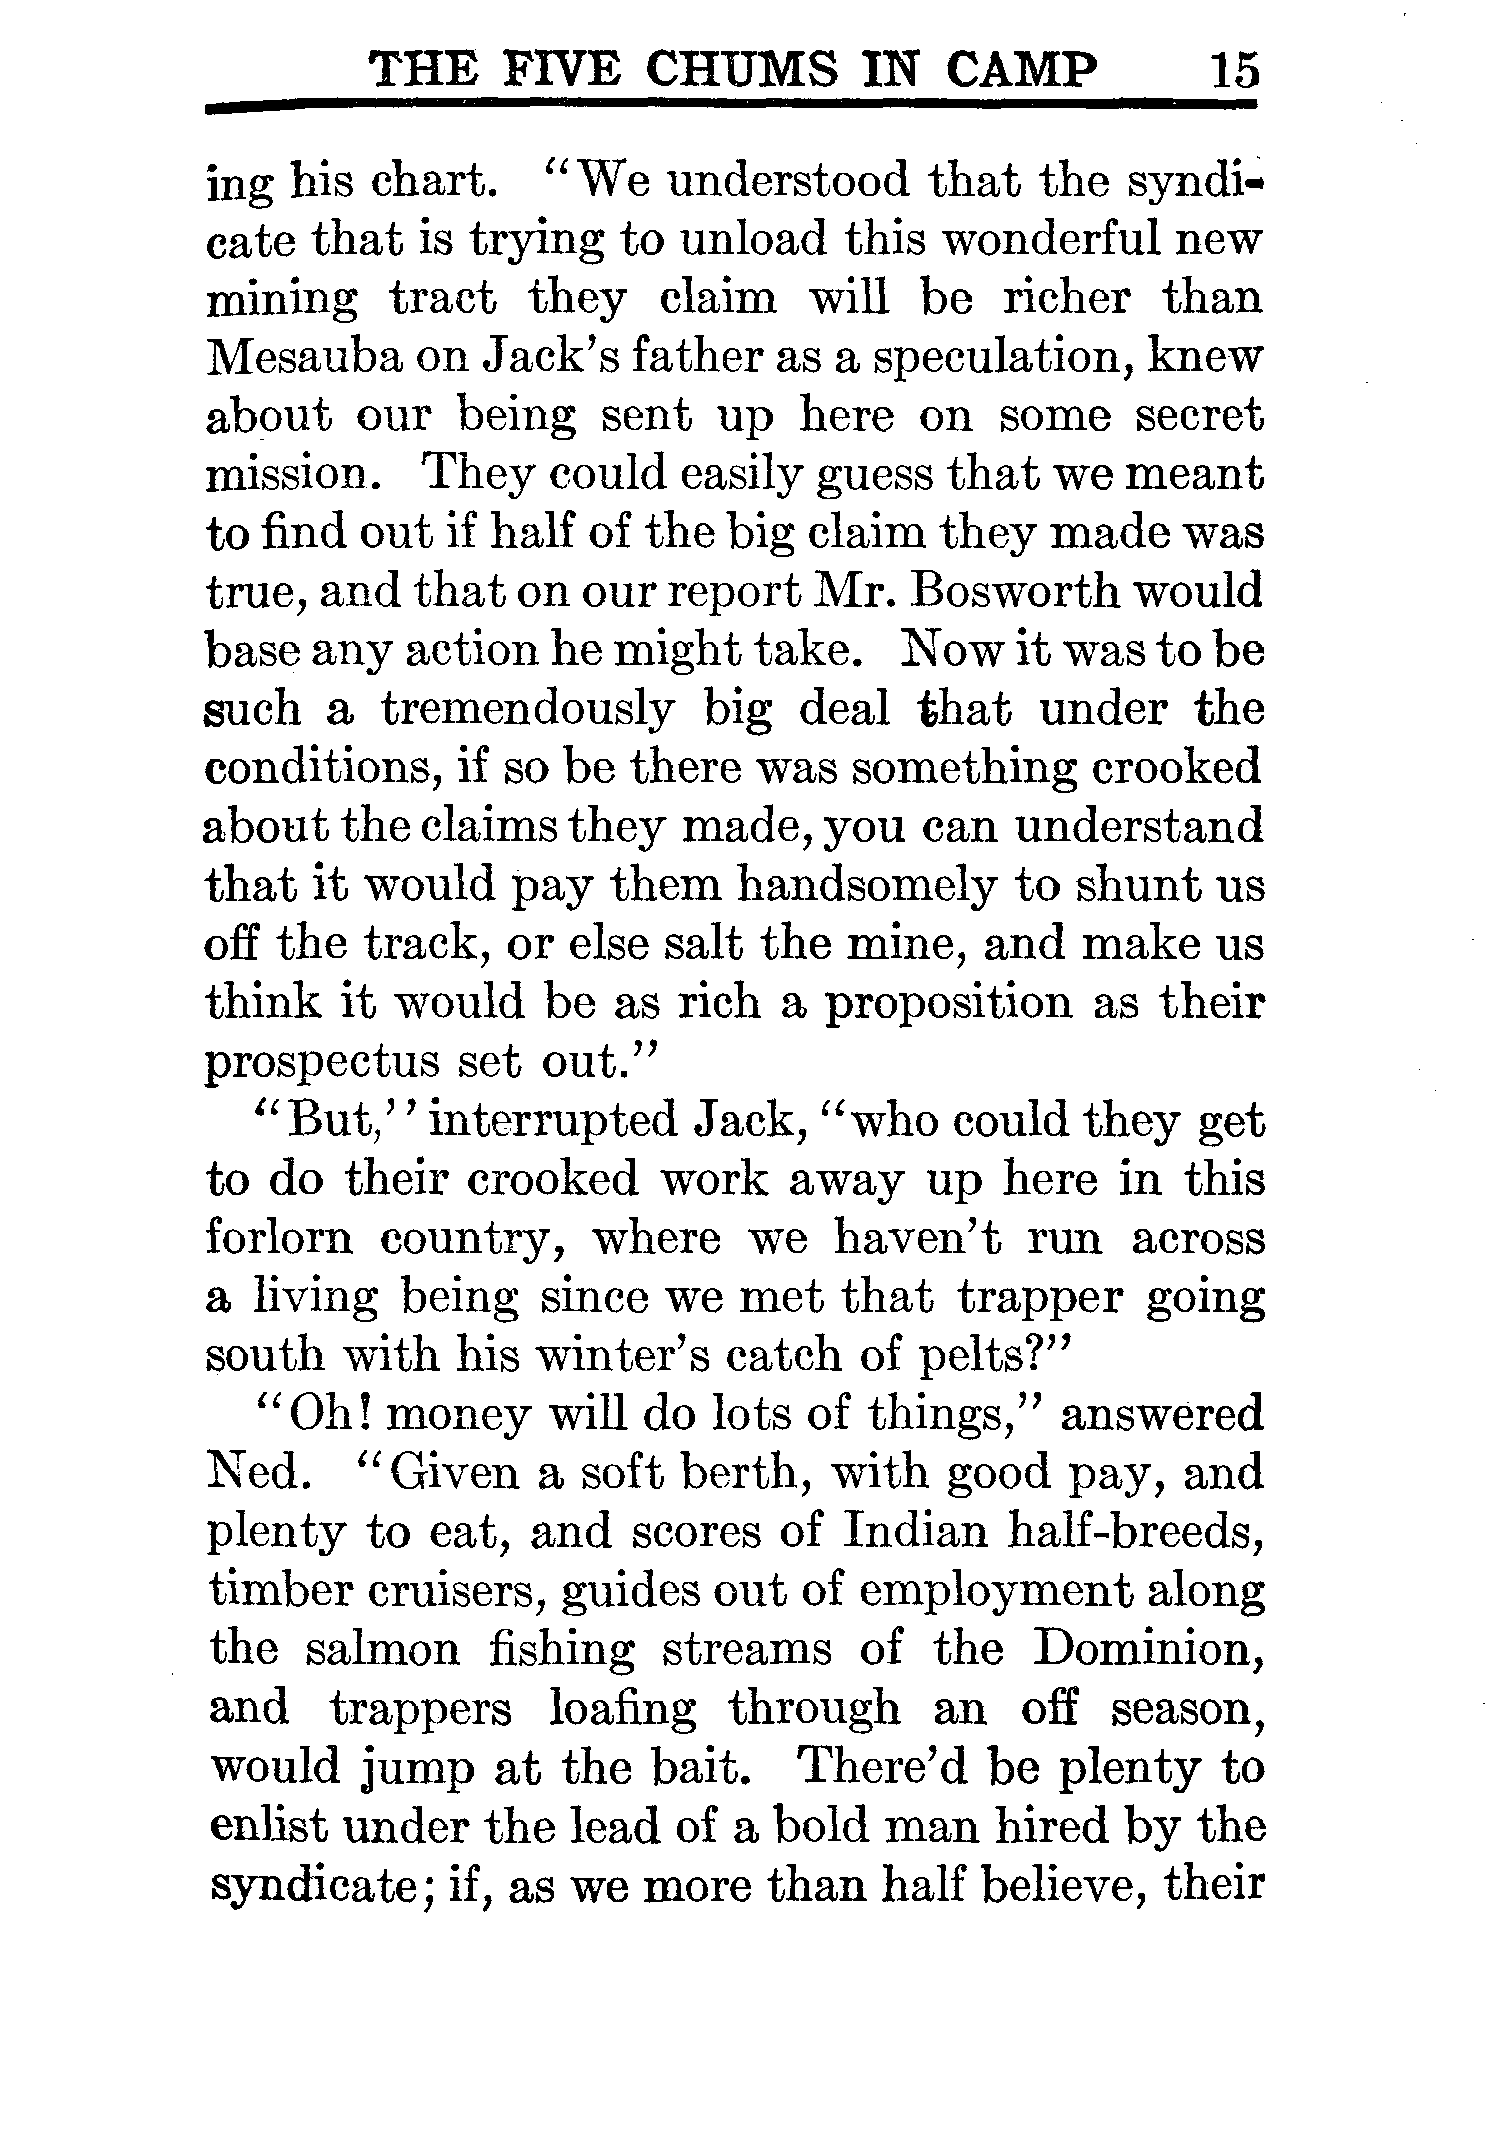 THE FIVE CHUMS IN CAMP 15
ing his chart. “We understood that the syndi-
cate that is trying to unload this wonderful new
mining tract they claim will be richer than
Mesauba on Jack’s father as a speculation, knew
about our being sent up here on some secret
mission. They could easily guess that we meant
to find out if half of the big claim they made was
true, and that on our report Mr. Bosworth would
base any action he might take. Now it was to be
such a tremendously big deal that under the
conditions, if so be there was something crooked
about the claims they made, you can understand
that it would pay them handsomely to shunt us
off the track, or else salt the mine, and make us
think it would be as rich a proposition as their
prospectus set out.”
“But,’’ interrupted Jack, “who could they get
to do their crooked work away up here in this
forlorn country, where we haven’t run across
a living being since we met that trapper going
south with his winter’s catch of pelts?”
“Oh! money will do lots of things,” answered
Ned. “Given a soft berth, with good pay, and
plenty to eat, and scores of Indian half-breeds,
timber cruisers, guides out of employment along
the salmon fishing streams of the Dominion,
and trappers loafing through an off season,
would jump at the bait. There’d be plenty to
enlist under the lead of a bold man hired by the
syndicate; if, as we more than half believe, their